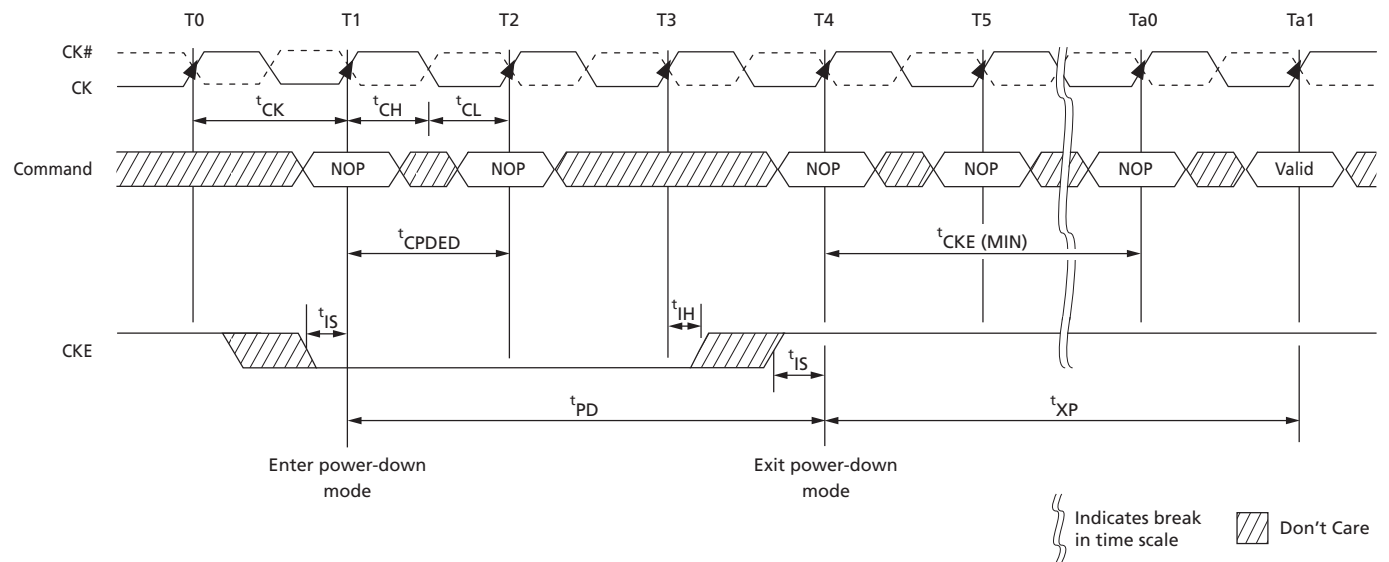 T0 T1 T2 T3 T4 T5 Ta0 Ta1
CK#
CK
tCK tCH tCL
Command NOP NOP NOP NOP NOP Valid
tCPDED tCKE (MIN)
tIS tIH
CKE
tIS
tPD tXP
Enter power-down
mode
Exit power-down
mode
Indicates break
in time scale
Don't Care